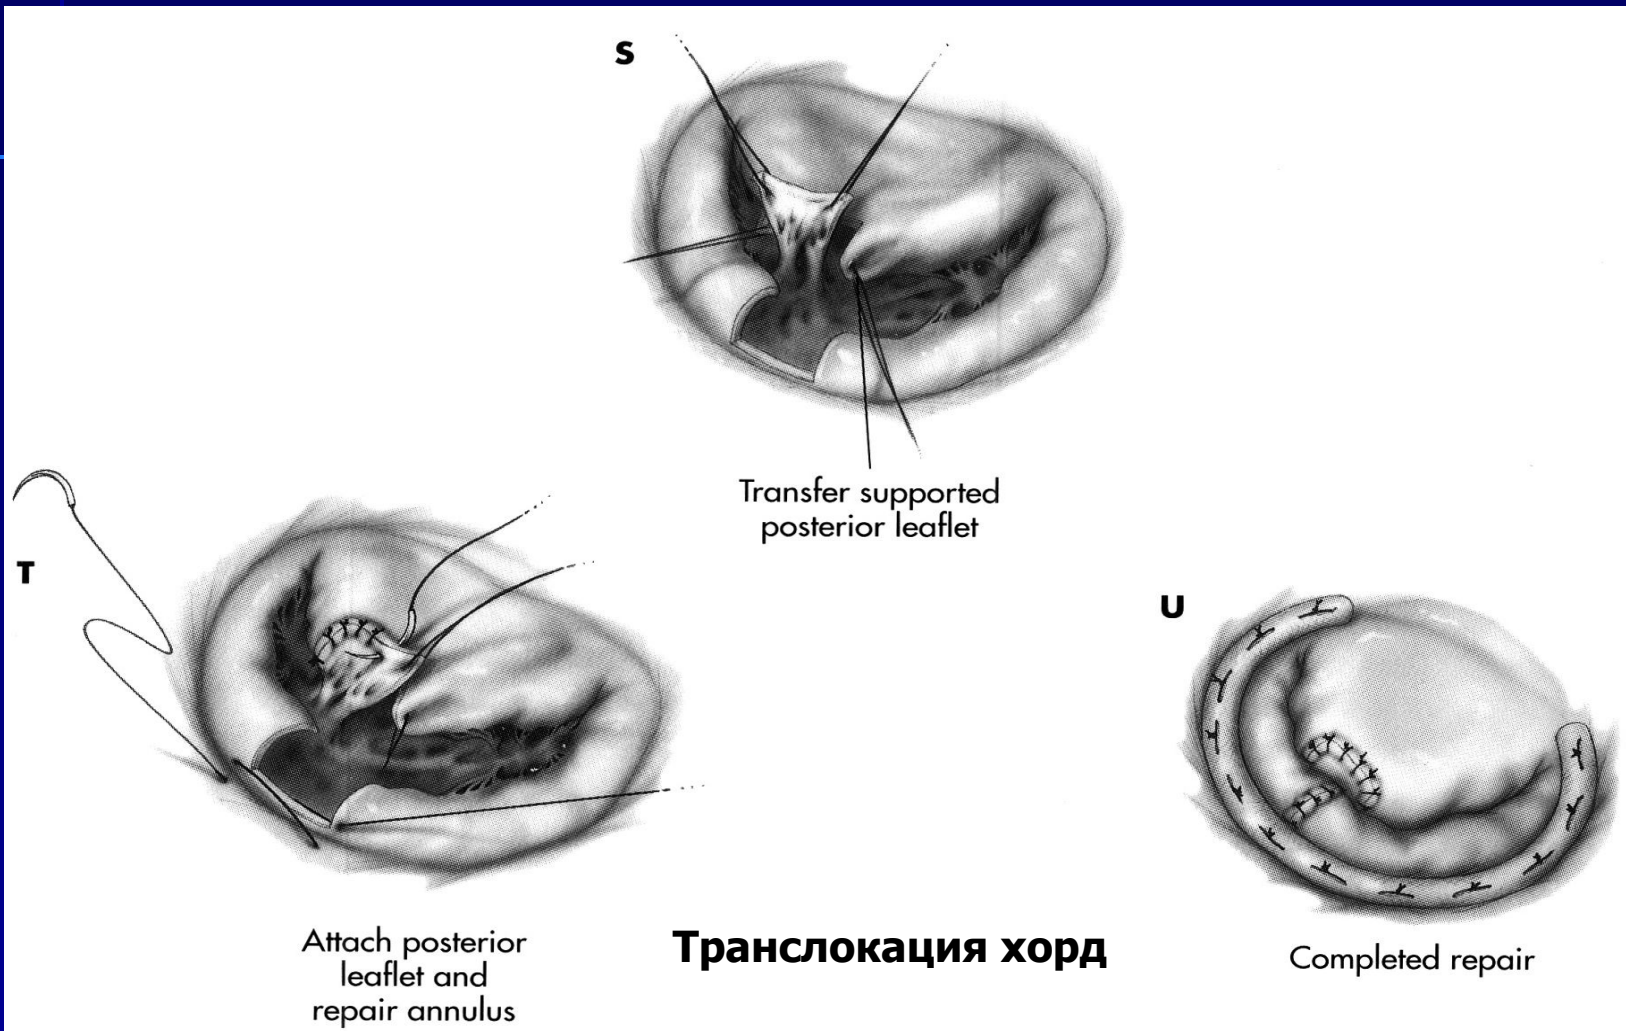 S
Transfer supported
posterior leaflet
T
Attach posterior
leaflet and
repair annulus
Транслокация хорд
U
Completed repair